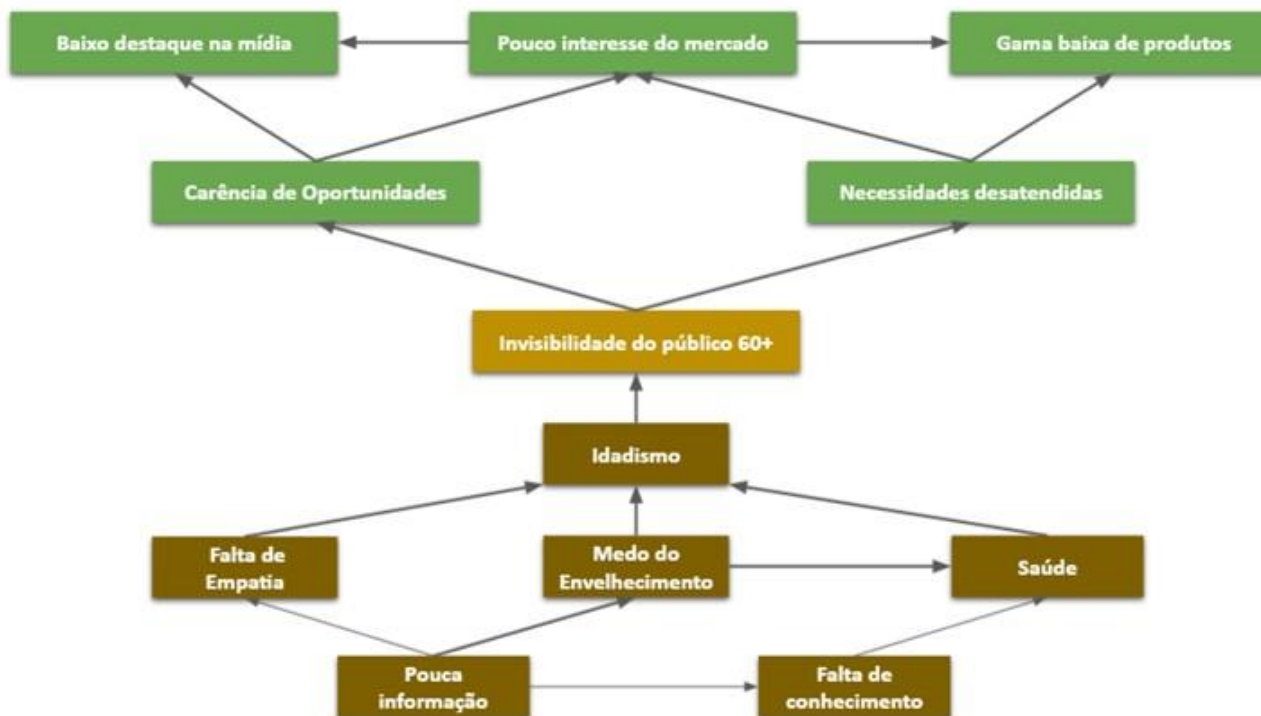 Baixo destaque na mídia
Pouco interesse do mercado
Gama baixa de produtos
Carência de Oportunidades
Necessidades desatendidas
Invisibilidade do público 60+
Idadismo
Falta de
Empatia
Medo do
Envelhecimento
Saúde
Pouca
informação
Falta de
conhecimento